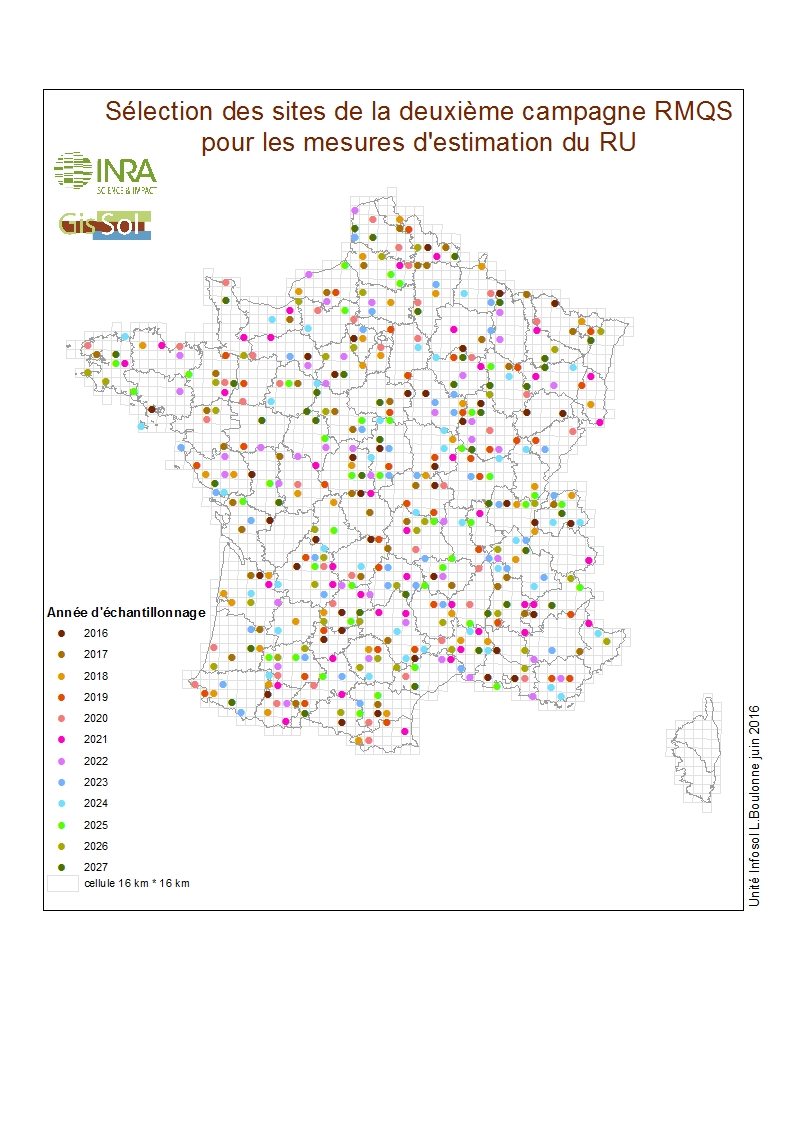 Sélection des sites de la deuxième campagne RMQS
pour les mesures d'estimation du RU
INRA
SCIENCE & IMPACT
GisSol
Année d'échantillonnage
2016
2017
2018
2019
2020
2021
2022
2023
2024
2025
2026
2027
cellule 16 km * 16 km
Unité Infosol L.Boulonne juin 2016